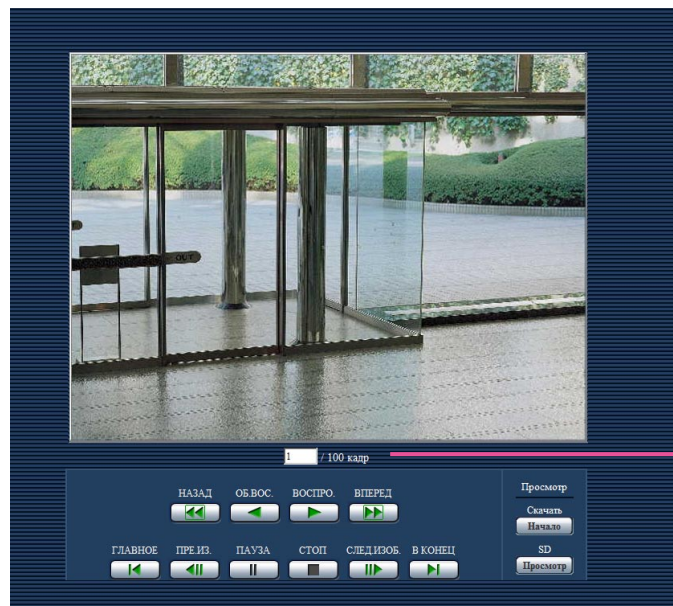 OUT
1 / 100 кадр
НАЗАД ОБ.ВОС. ВОСПРО. ВПЕРЕД
ГЛАВНОЕ ПРЕ.ИЗ. ПАУЗА СТОП СЛЕД.ИЗОБ. В КОНЕЦ
Просмотр
Скачать
Начало
SD
Просмотр